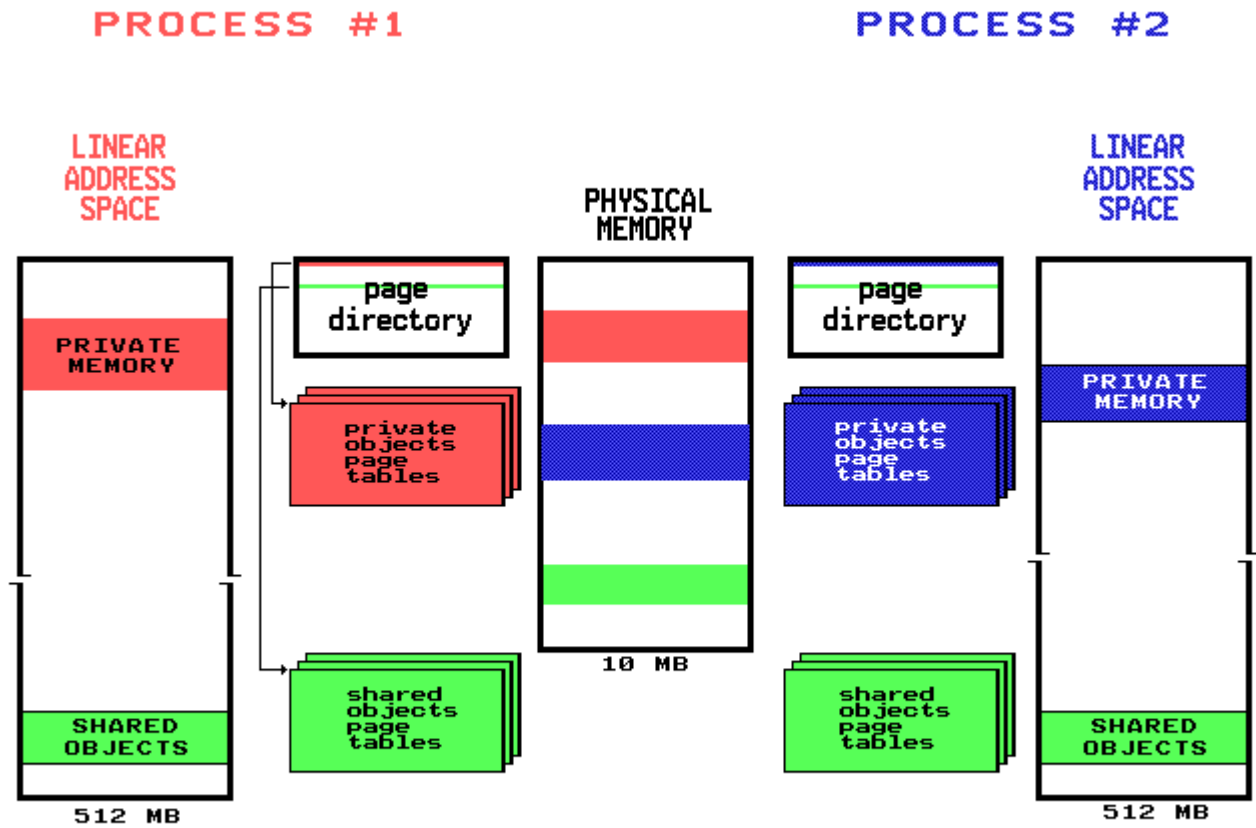 PROCESS #1
PROCESS #2
LINEAR
ADDRESS
SPACE
PHYSICAL
MEMORY
LINEAR
ADDRESS
SPACE
PRIVATE
MEMORY
page
directory
page
directory
PRIVATE
MEMORY
private
objects
page
tables
private
objects
page
tables
10 MB
shared
objects
page
tables
shared
objects
page
tables
SHARED
OBJECTS
SHARED
OBJECTS
512 MB
512 MB